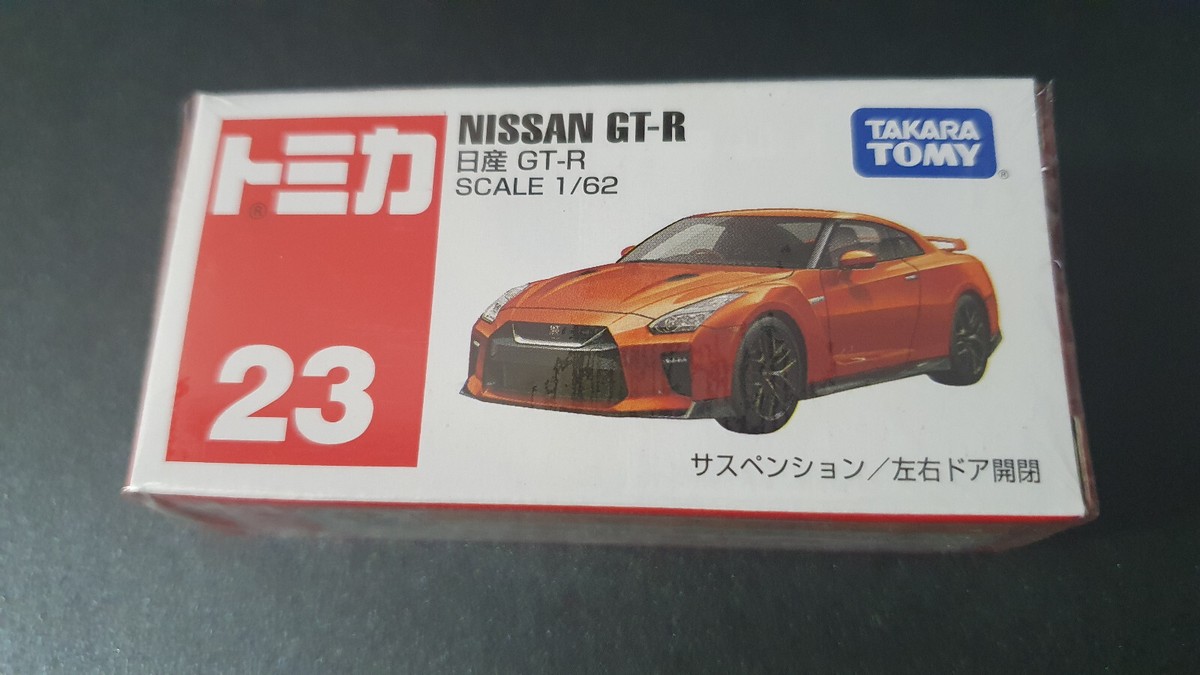 トミカ
®
23
NISSAN GT-R
日産 GT-R
SCALE 1/62
TAKARA
TOMY
®
サスペンション/左右ドア開閉